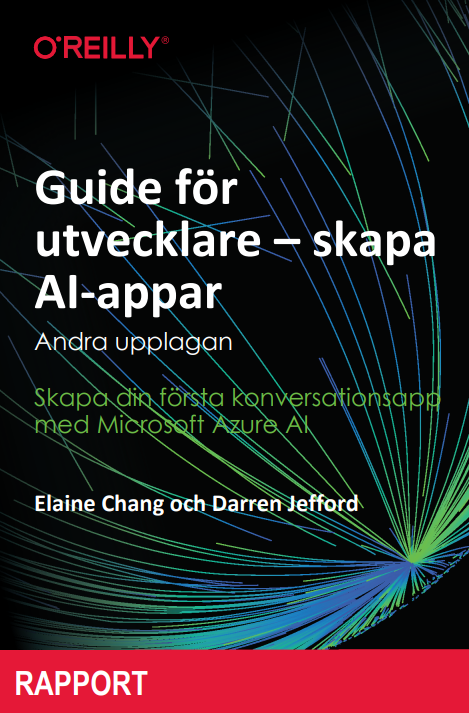 O'REILLY®
Guide för
utvecklare – skapa
AI-appar
Andra upplagan
Skapa din första konversationsapp
med Microsoft Azure AI
Elaine Chang och Darren Jefford
RAPPORT